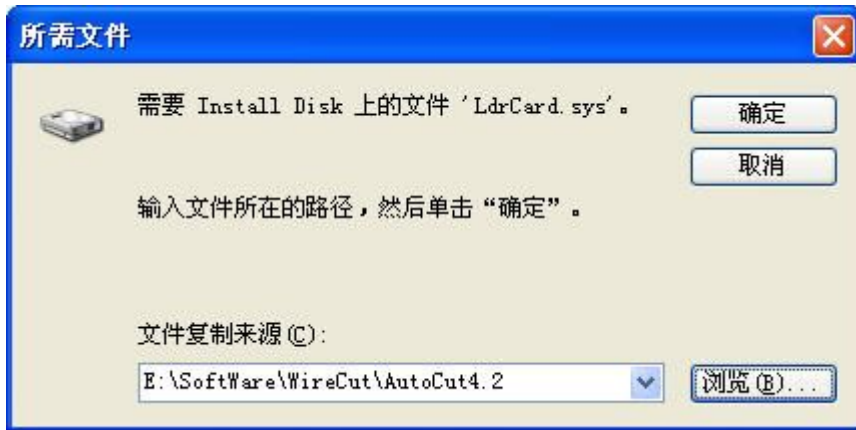 所需文件
需要 Install Disk 上的文件 'LdrCard.sys'。
确定
取消
输入文件所在的路径，然后单击“确定”。
文件复制来源(C):
E:\SoftWare\WireCut\AutoCut4.2
浏览(B)...